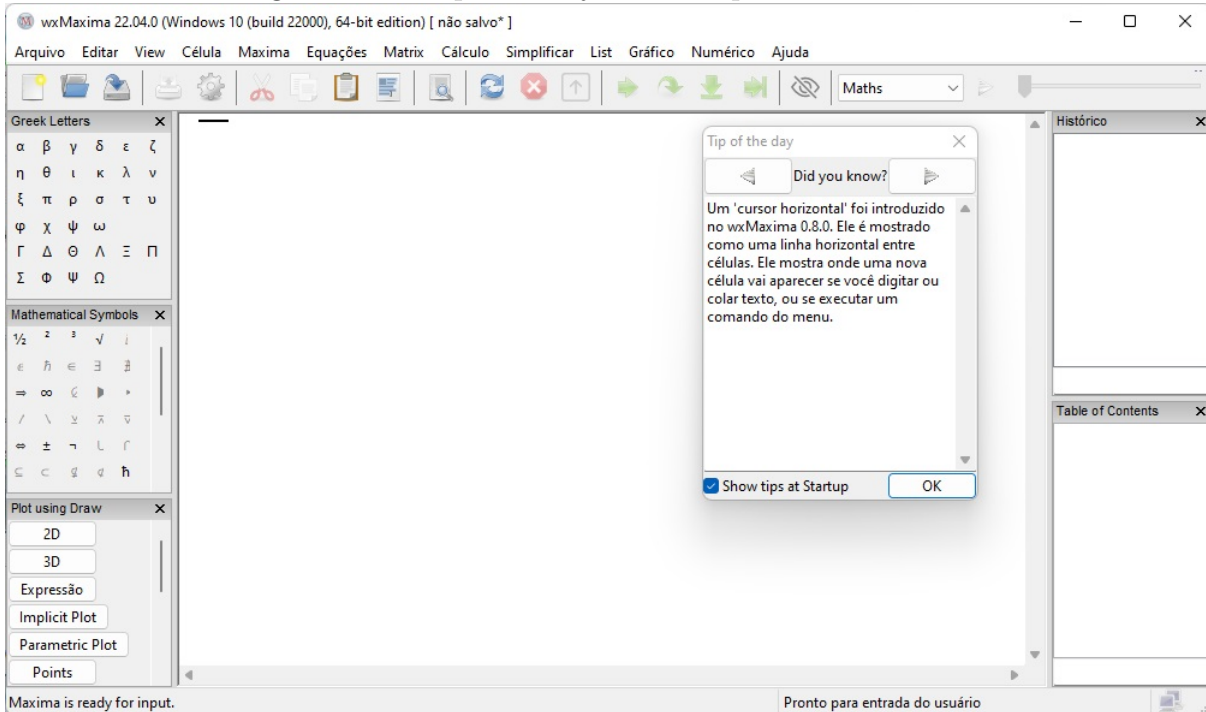 wxMaxima 22.04.0 (Windows 10 (build 22000), 64-bit edition) [ não salvo* ]
Arquivo Editar View Célula Maxima Equações Matrix Cálculo Simplificar List Gráfico Numérico Ajuda
Maths
Greek Letters
α β γ δ ε ζ
η θ ι κ λ ν
ξ π ρ σ τ υ
φ χ ψ ω
Γ Δ Θ Λ Ξ Π
Σ Φ Ψ Ω
Mathematical Symbols
½ ² ³ √ i
e ℏ ∈ ∃ ∄
⇒ ∞
⇔ ± ¬
⊆ ⊂ ⊄ ħ
Plot using Draw
2D
3D
Expressão
Implicit Plot
Parametric Plot
Points
Tip of the day
Did you know?
Um 'cursor horizontal' foi introduzido
no wxMaxima 0.8.0. Ele é mostrado
como uma linha horizontal entre
células. Ele mostra onde uma nova
célula vai aparecer se você digitar ou
colar texto, ou se executar um
comando do menu.
Show tips at Startup OK
Histórico
Table of Contents
Maxima is ready for input.
Pronto para entrada do usuário